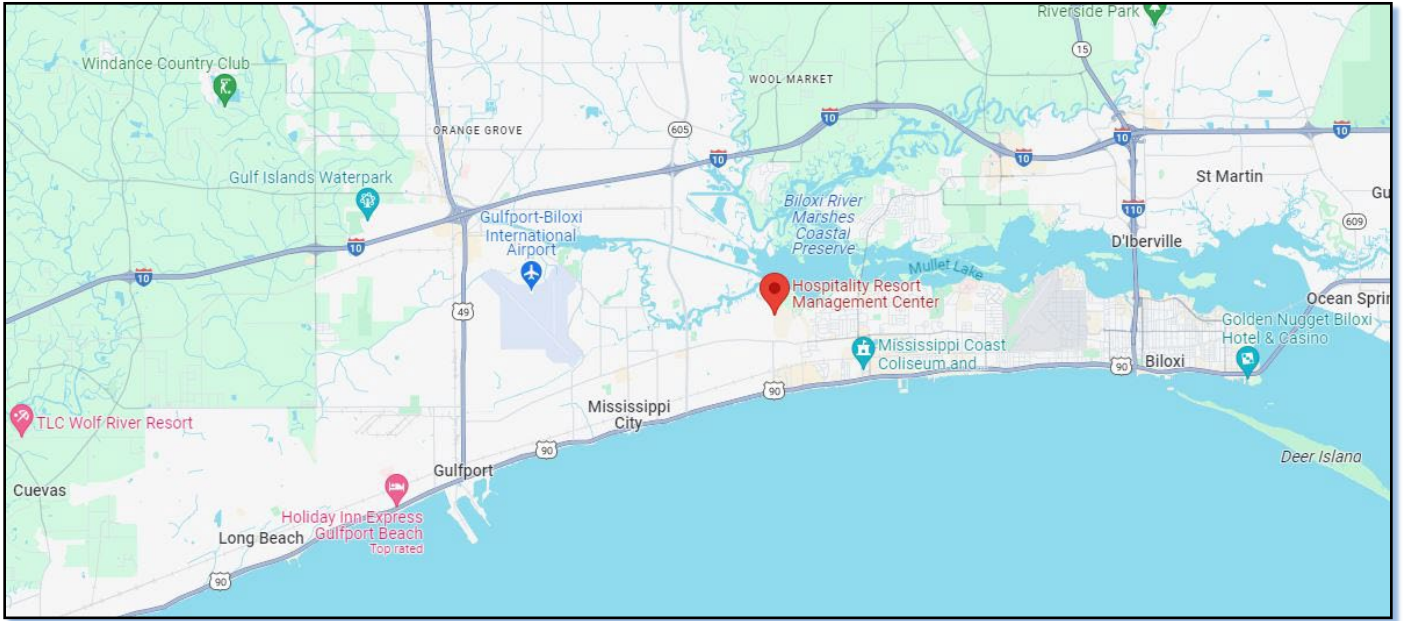 Riverside Park
15
Windance Country Club
WOOL MARKET
10
ORANGE GROVE
605
10
10
10
10
Gulf Islands Waterpark
St Martin
Gu
Biloxi River
Marshes
Coastal
Preserve
110
609
Gulfport-Biloxi
International
Airport
10
D'Iberville
Mullet Lake
10
Hospitality Resort
Management Center
Ocean Sprin
49
Golden Nugget Biloxi
Hotel & Casino
Mississippi Coast
Coliseum and
90
Biloxi
90
Mississippi
City
TLC Wolf River Resort
90
Deer Island
Gulfport
Cuevas
Holiday Inn Express
Gulfport Beach
Top rated
Long Beach
90